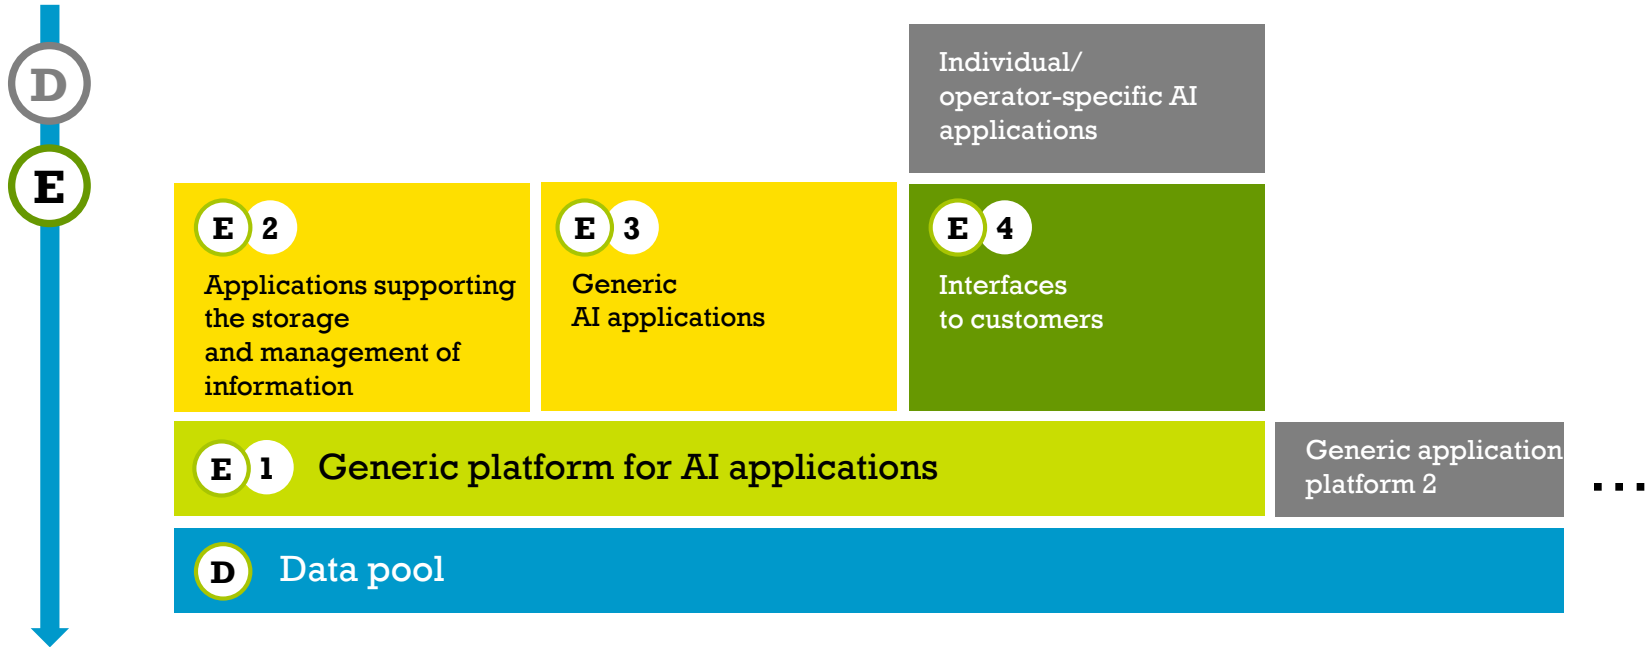 D
E
Individual/
operator-specific AI
applications
E 2
Applications supporting
the storage
and management of
information
E 3
Generic
AI applications
E 4
Interfaces
to customers
E 1 Generic platform for AI applications
Generic application
platform 2
...
D Data pool